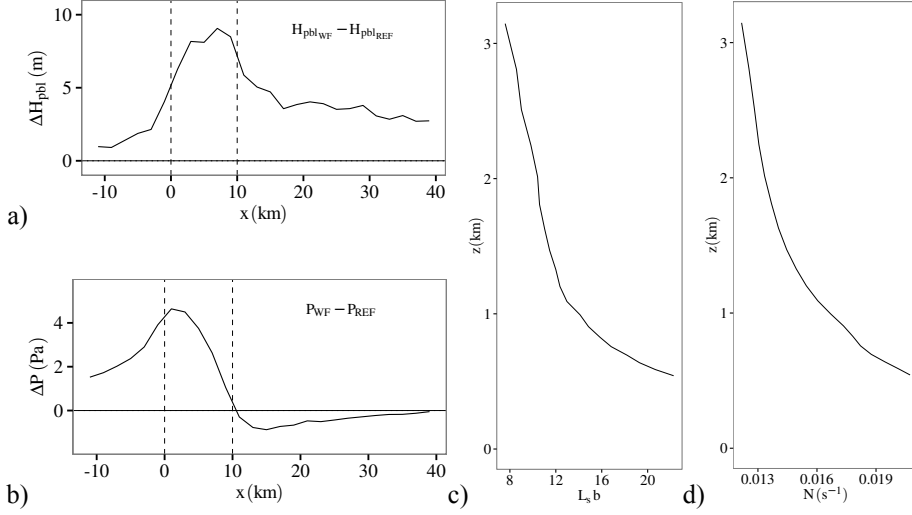 10
5
0
ΔH_pbl (m)
H_pbl_WF − H_pbl_REF
-10 0 10 20 30 40
x (km)
a)
4
2
0
ΔP (Pa)
P_WF − P_REF
-10 0 10 20 30 40
x (km)
b)
3
2
1
0
z(km)
8 12 16 20
L_s b
c)
3
2
1
0
z(km)
0.013 0.016 0.019
N(s⁻¹)
d)